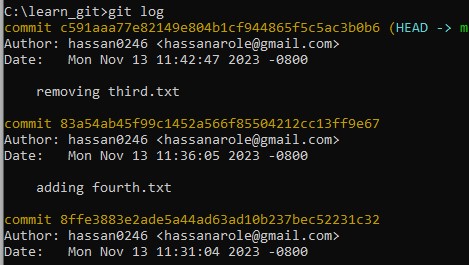 C:\learn_git>git log
commit c591aaa77e82149e804b1cf944865f5c5ac3b0b6 (HEAD -> m
Author: hassan0246 <hassanarole@gmail.com>
Date:   Mon Nov 13 11:42:47 2023 -0800
removing third.txt
commit 83a54ab45f99c1452a566f85504212cc13ff9e67
Author: hassan0246 <hassanarole@gmail.com>
Date:   Mon Nov 13 11:36:05 2023 -0800
adding fourth.txt
commit 8ffe3883e2ade5a44ad63ad10b237bec52231c32
Author: hassan0246 <hassanarole@gmail.com>
Date:   Mon Nov 13 11:31:04 2023 -0800